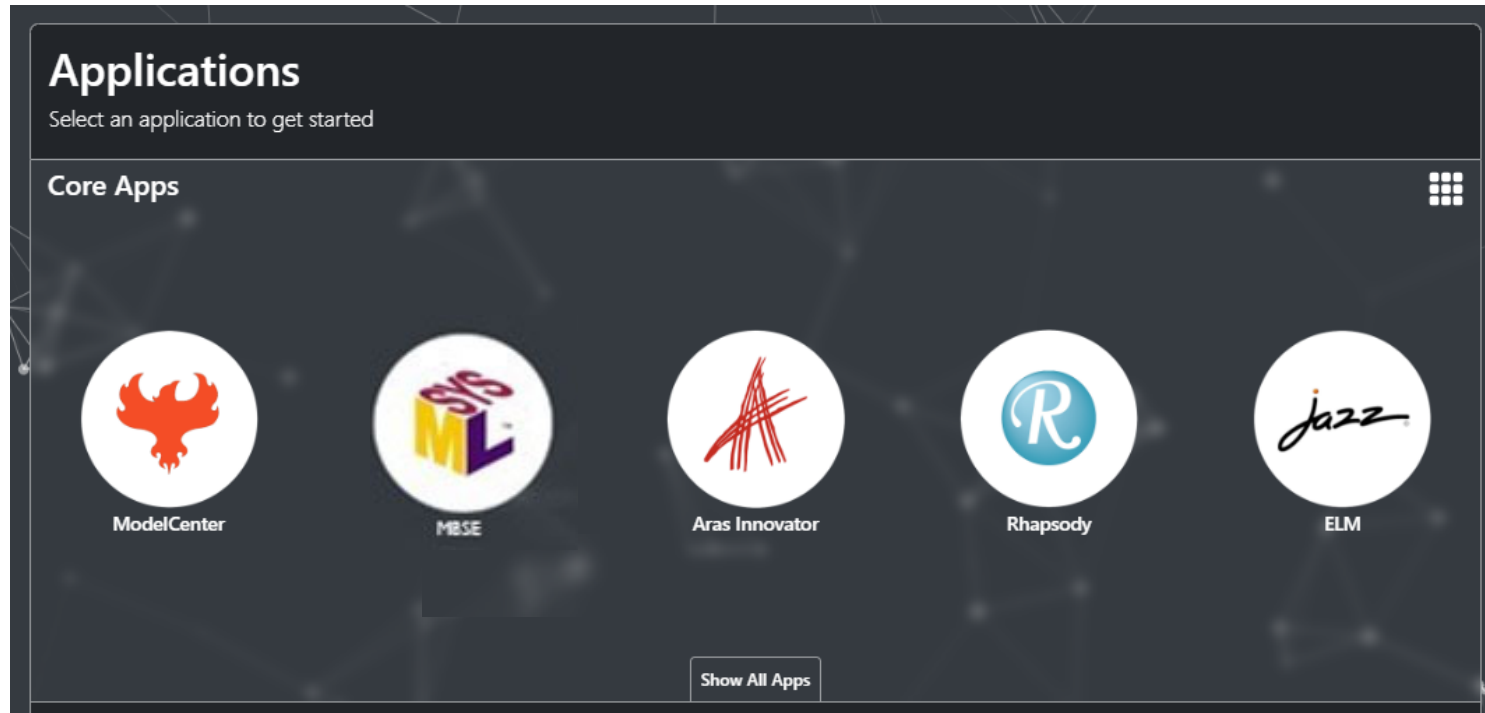 Applications
Select an application to get started
Core Apps
SYS
ML™
R
jazz®
ModelCenter
MBSE
Aras Innovator
Rhapsody
ELM
Show All Apps